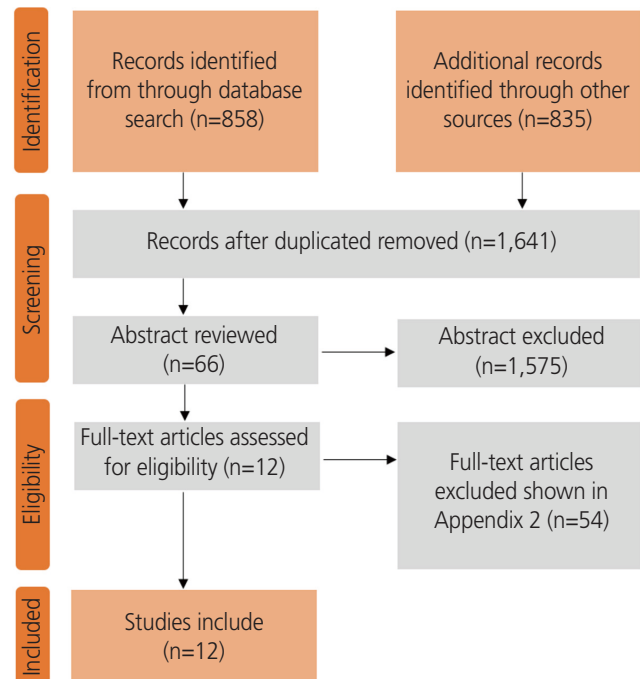 Identification
Records identified
from through database
search (n=858)
Additional records
identified through other
sources (n=835)
Screening
Records after duplicated removed (n=1,641)
Abstract reviewed
(n=66)
Abstract excluded
(n=1,575)
Eligibility
Full-text articles assessed
for eligibility (n=12)
Full-text articles
excluded shown in
Appendix 2 (n=54)
Included
Studies include
(n=12)